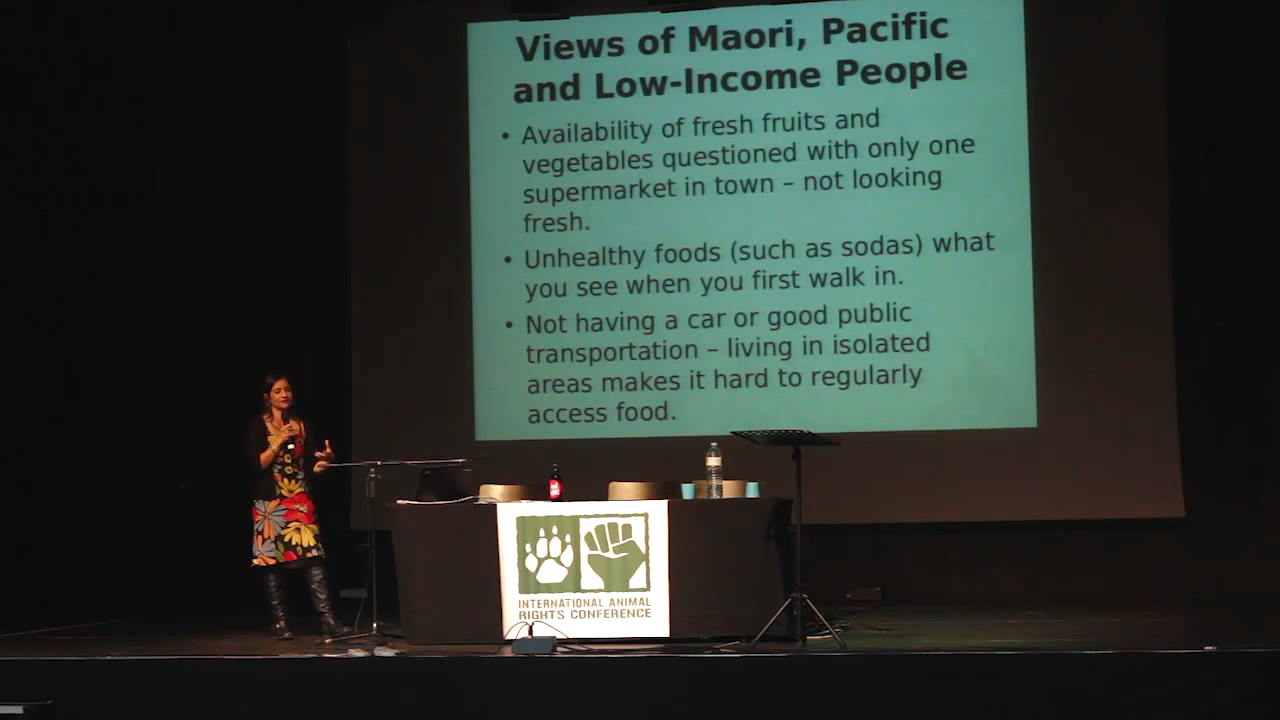 Views of Maori, Pacific
and Low-Income People
• Availability of fresh fruits and
vegetables questioned with only one
supermarket in town – not looking
fresh.
• Unhealthy foods (such as sodas) what
you see when you first walk in.
• Not having a car or good public
transportation – living in isolated
areas makes it hard to regularly
access food.
INTERNATIONAL ANIMAL
RIGHTS CONFERENCE